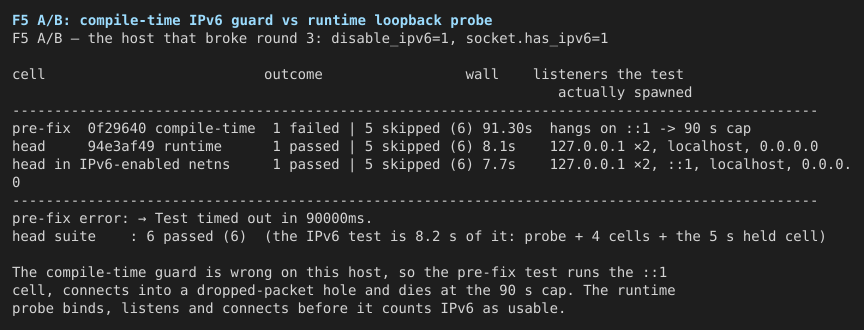 F5 A/B: compile-time IPv6 guard vs runtime loopback probe
F5 A/B — the host that broke round 3: disable_ipv6=1, socket.has_ipv6=1
cell outcome wall listeners the test
actually spawned
--------------------------------------------------------------------------------------------------
pre-fix 0f29640 compile-time 1 failed | 5 skipped (6) 91.30s hangs on ::1 -> 90 s cap
head 94e3af49 runtime 1 passed | 5 skipped (6) 8.1s 127.0.0.1 ×2, localhost, 0.0.0.0
head in IPv6-enabled netns 1 passed | 5 skipped (6) 7.7s 127.0.0.1 ×2, ::1, localhost, 0.0.0.
0
--------------------------------------------------------------------------------------------------
pre-fix error: → Test timed out in 90000ms.
head suite : 6 passed (6) (the IPv6 test is 8.2 s of it: probe + 4 cells + the 5 s held cell)
The compile-time guard is wrong on this host, so the pre-fix test runs the ::1
cell, connects into a dropped-packet hole and dies at the 90 s cap. The runtime
probe binds, listens and connects before it counts IPv6 as usable.